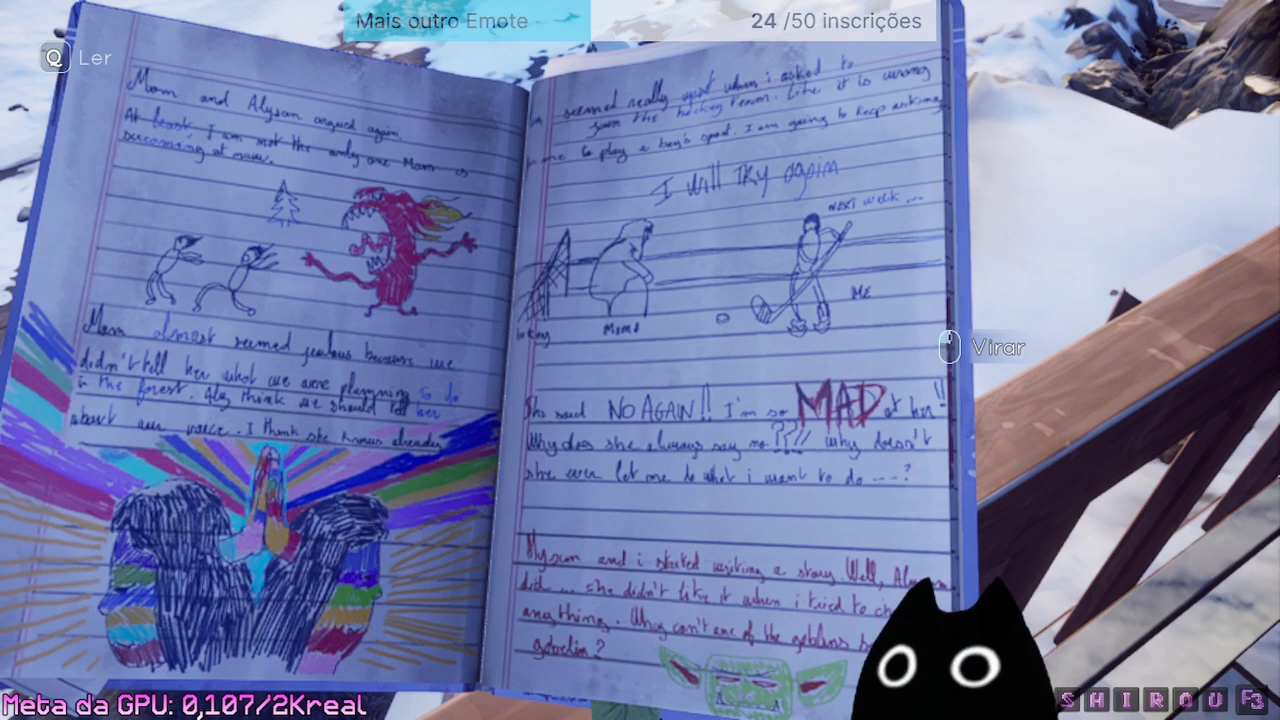 Mais outro Emote
24 /50 inscrições
Q Ler
Mom and Alyson argued again
At least, I am not the only one Mom is
screaming at now.
Mom almost seemed jealous because we
didn't tell her what we were planning to do
in the forest. Aly think we should tell her
about our voice. I think she knows already
seemed really upset when i asked to
join the hockey team. Like it is wrong
me to play a boy's sport. I am going to keep asking
I will TRY again
next week ...
ME
Mom
She said NO AGAIN!! I'm so MAD at her!!
Why does she always say no ??!! why doesn't
she ever let me do what i want to do ---?
Alyson and i started writing a story. Well,
did... she didn't like it when i tried to
anything. Why can't one of the goblins
gobelin?
Virar
Meta da GPU: 0,107/2Kreal
SHIROU F3